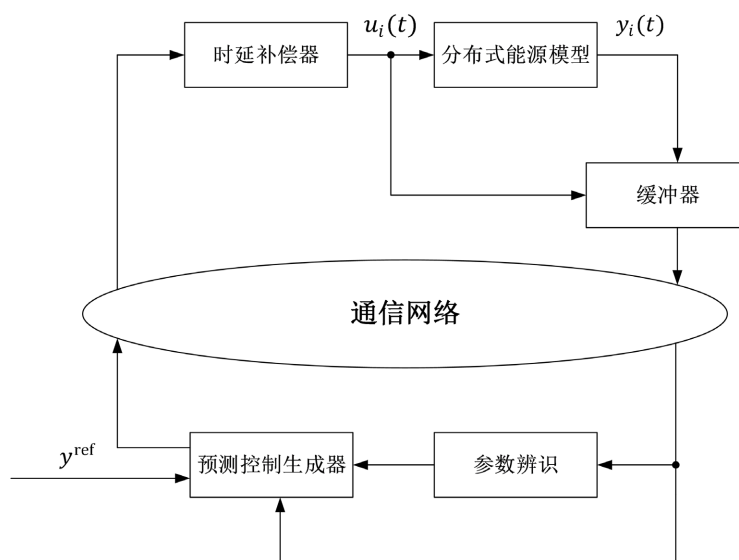 时延补偿器
u_i(t)
分布式能源模型
y_i(t)
缓冲器
通信网络
y^ref
预测控制生成器
参数辨识